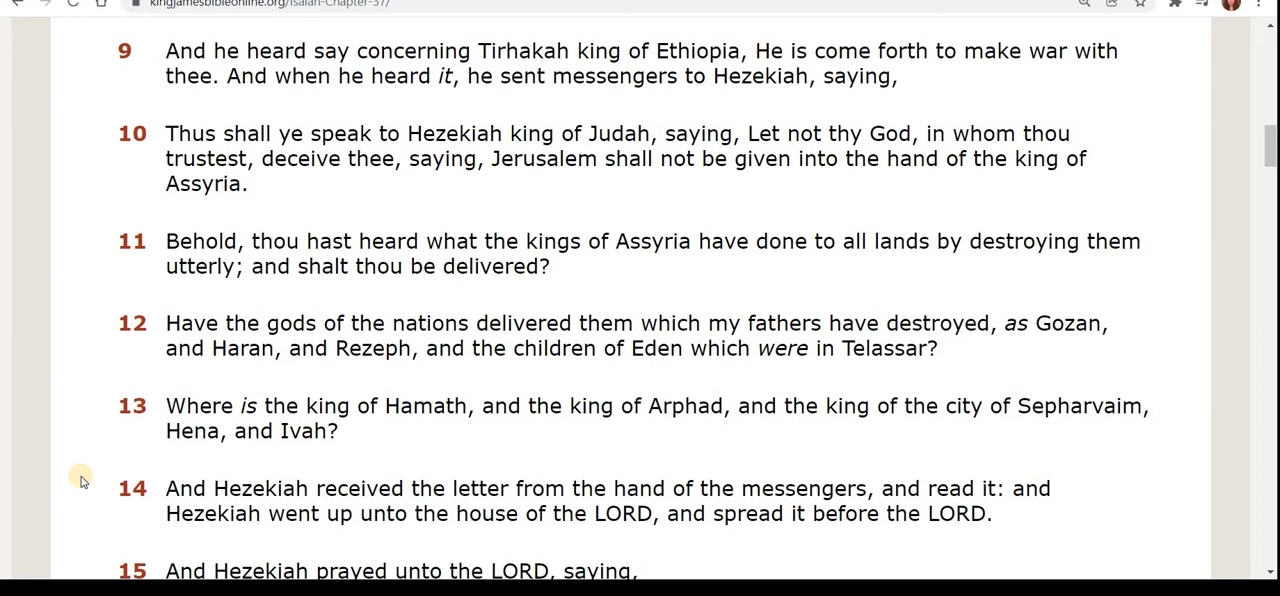 kingjamesbibleonline.org/Isaiah-Chapter-37/
9 And he heard say concerning Tirhakah king of Ethiopia, He is come forth to make war with
thee. And when he heard it, he sent messengers to Hezekiah, saying,
10 Thus shall ye speak to Hezekiah king of Judah, saying, Let not thy God, in whom thou
trustest, deceive thee, saying, Jerusalem shall not be given into the hand of the king of
Assyria.
11 Behold, thou hast heard what the kings of Assyria have done to all lands by destroying them
utterly; and shalt thou be delivered?
12 Have the gods of the nations delivered them which my fathers have destroyed, as Gozan,
and Haran, and Rezeph, and the children of Eden which were in Telassar?
13 Where is the king of Hamath, and the king of Arphad, and the king of the city of Sepharvaim,
Hena, and Ivah?
14 And Hezekiah received the letter from the hand of the messengers, and read it: and
Hezekiah went up unto the house of the LORD, and spread it before the LORD.
15 And Hezekiah prayed unto the LORD, saying,